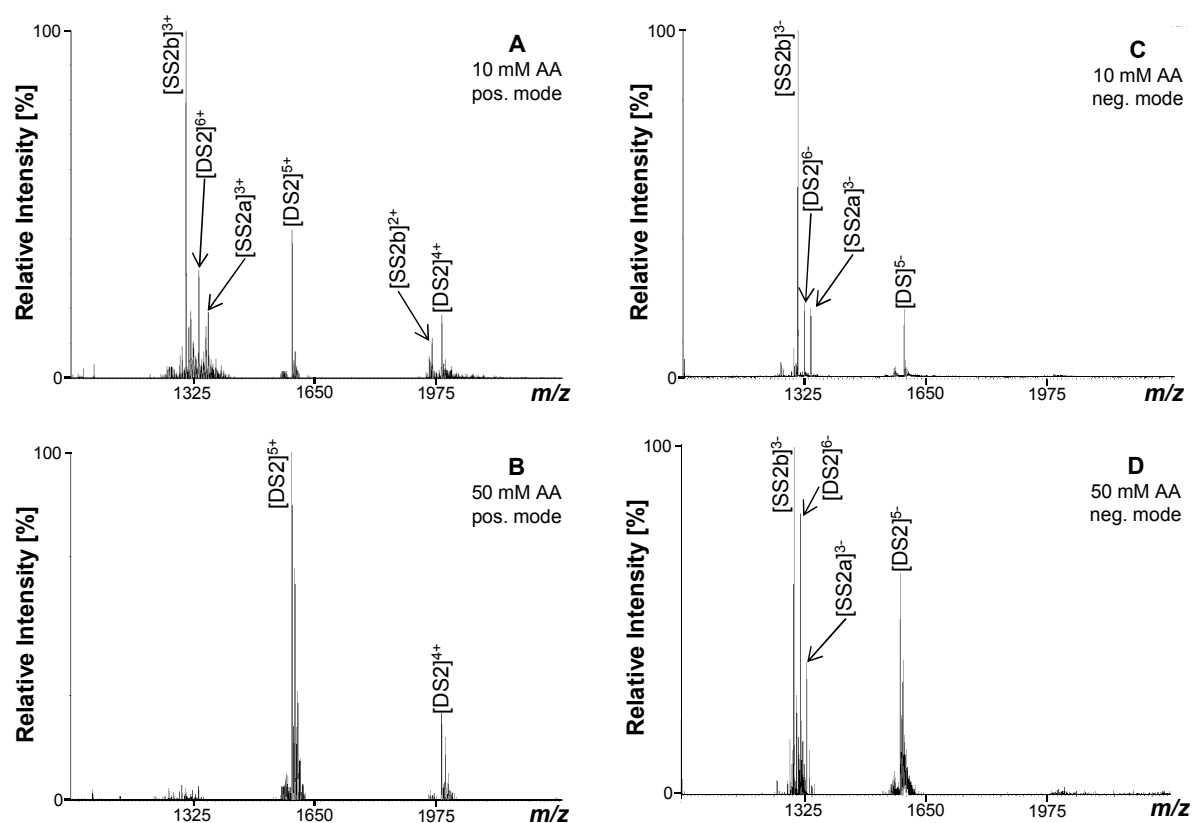 A
10 mM AA
pos. mode
100
0
Relative Intensity [%]
[SS2b]³⁺
[DS2]⁶⁺
[SS2a]³⁺
[DS2]⁵⁺
[SS2b]²⁺
[DS2]⁴⁺
1325 1650 1975 m/z
C
10 mM AA
neg. mode
100
0
Relative Intensity [%]
[SS2b]³⁻
[DS2]⁶⁻
[SS2a]³⁻
[DS]⁵⁻
1325 1650 1975 m/z
B
50 mM AA
pos. mode
100
0
Relative Intensity [%]
[DS2]⁵⁺
[DS2]⁴⁺
1325 1650 1975 m/z
D
50 mM AA
neg. mode
100
0
Relative Intensity [%]
[SS2b]³⁻
[DS2]⁶⁻
[SS2a]³⁻
[DS2]⁵⁻
1325 1650 1975 m/z